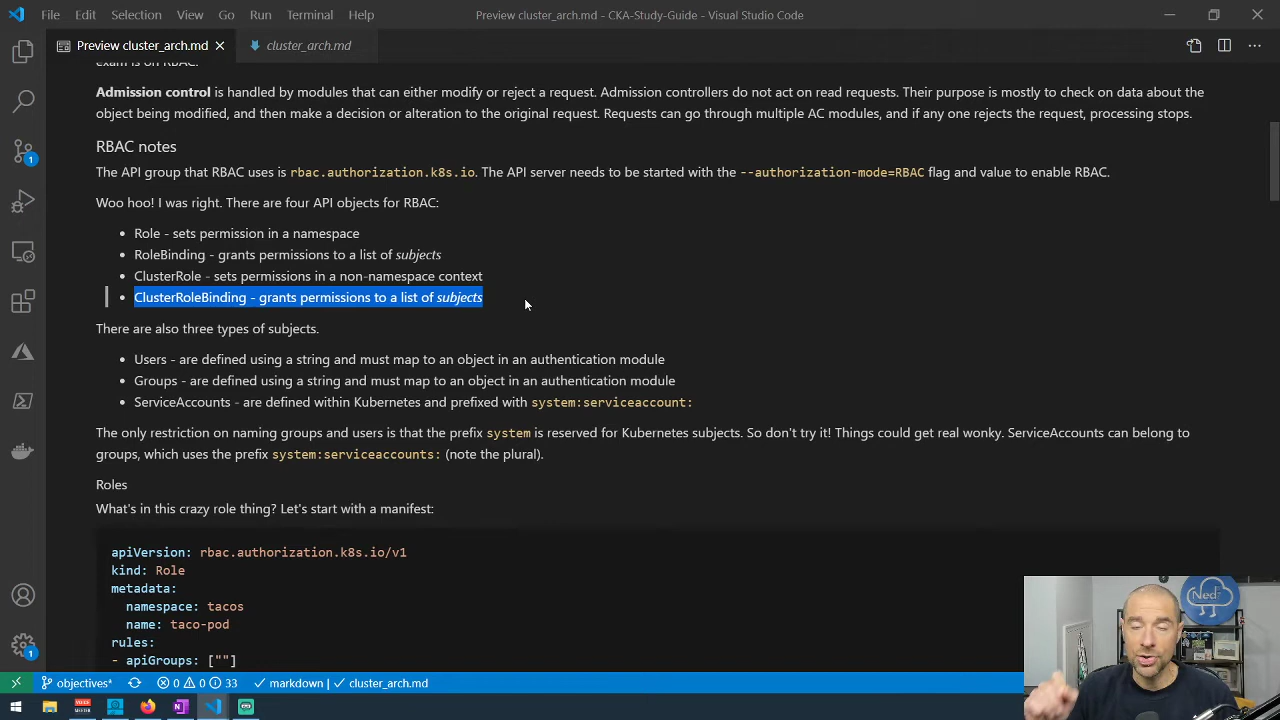 File Edit Selection View Go Run Terminal Help Preview cluster_arch.md - CKA-Study-Guide - Visual Studio Code
Preview cluster_arch.md cluster_arch.md
exam is on RBAC.
Admission control is handled by modules that can either modify or reject a request. Admission controllers do not act on read requests. Their purpose is mostly to check on data about the
object being modified, and then make a decision or alteration to the original request. Requests can go through multiple AC modules, and if any one rejects the request, processing stops.
RBAC notes
The API group that RBAC uses is rbac.authorization.k8s.io. The API server needs to be started with the --authorization-mode=RBAC flag and value to enable RBAC.
Woo hoo! I was right. There are four API objects for RBAC:
• Role - sets permission in a namespace
• RoleBinding - grants permissions to a list of subjects
• ClusterRole - sets permissions in a non-namespace context
• ClusterRoleBinding - grants permissions to a list of subjects
There are also three types of subjects.
• Users - are defined using a string and must map to an object in an authentication module
• Groups - are defined using a string and must map to an object in an authentication module
• ServiceAccounts - are defined within Kubernetes and prefixed with system:serviceaccount:
The only restriction on naming groups and users is that the prefix system is reserved for Kubernetes subjects. So don't try it! Things could get real wonky. ServiceAccounts can belong to
groups, which uses the prefix system:serviceaccounts: (note the plural).
Roles
What's in this crazy role thing? Let's start with a manifest:
apiVersion: rbac.authorization.k8s.io/v1
kind: Role
metadata:
namespace: tacos
name: taco-pod
rules:
- apiGroups: [""]
1
1
Ned
objectives* 0 0 33 markdown | cluster_arch.md